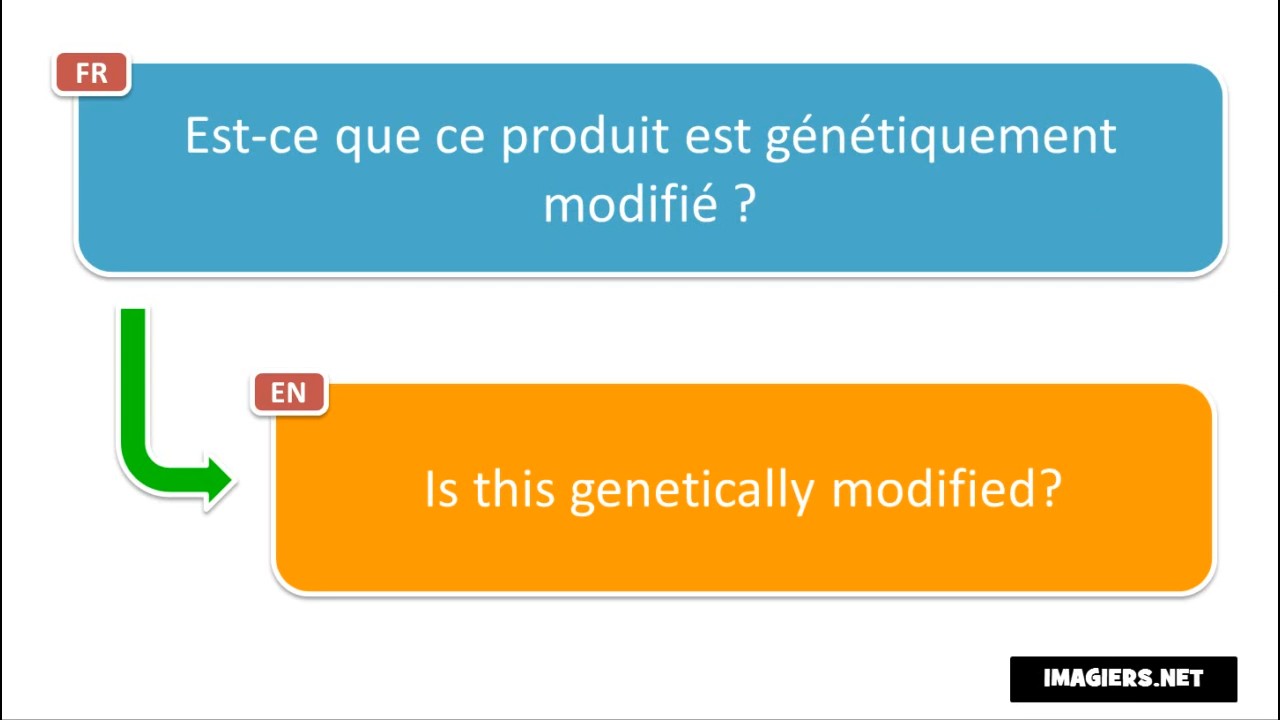 FR
Est-ce que ce produit est génétiquement
modifié ?
EN
Is this genetically modified?
IMAGIERS.NET